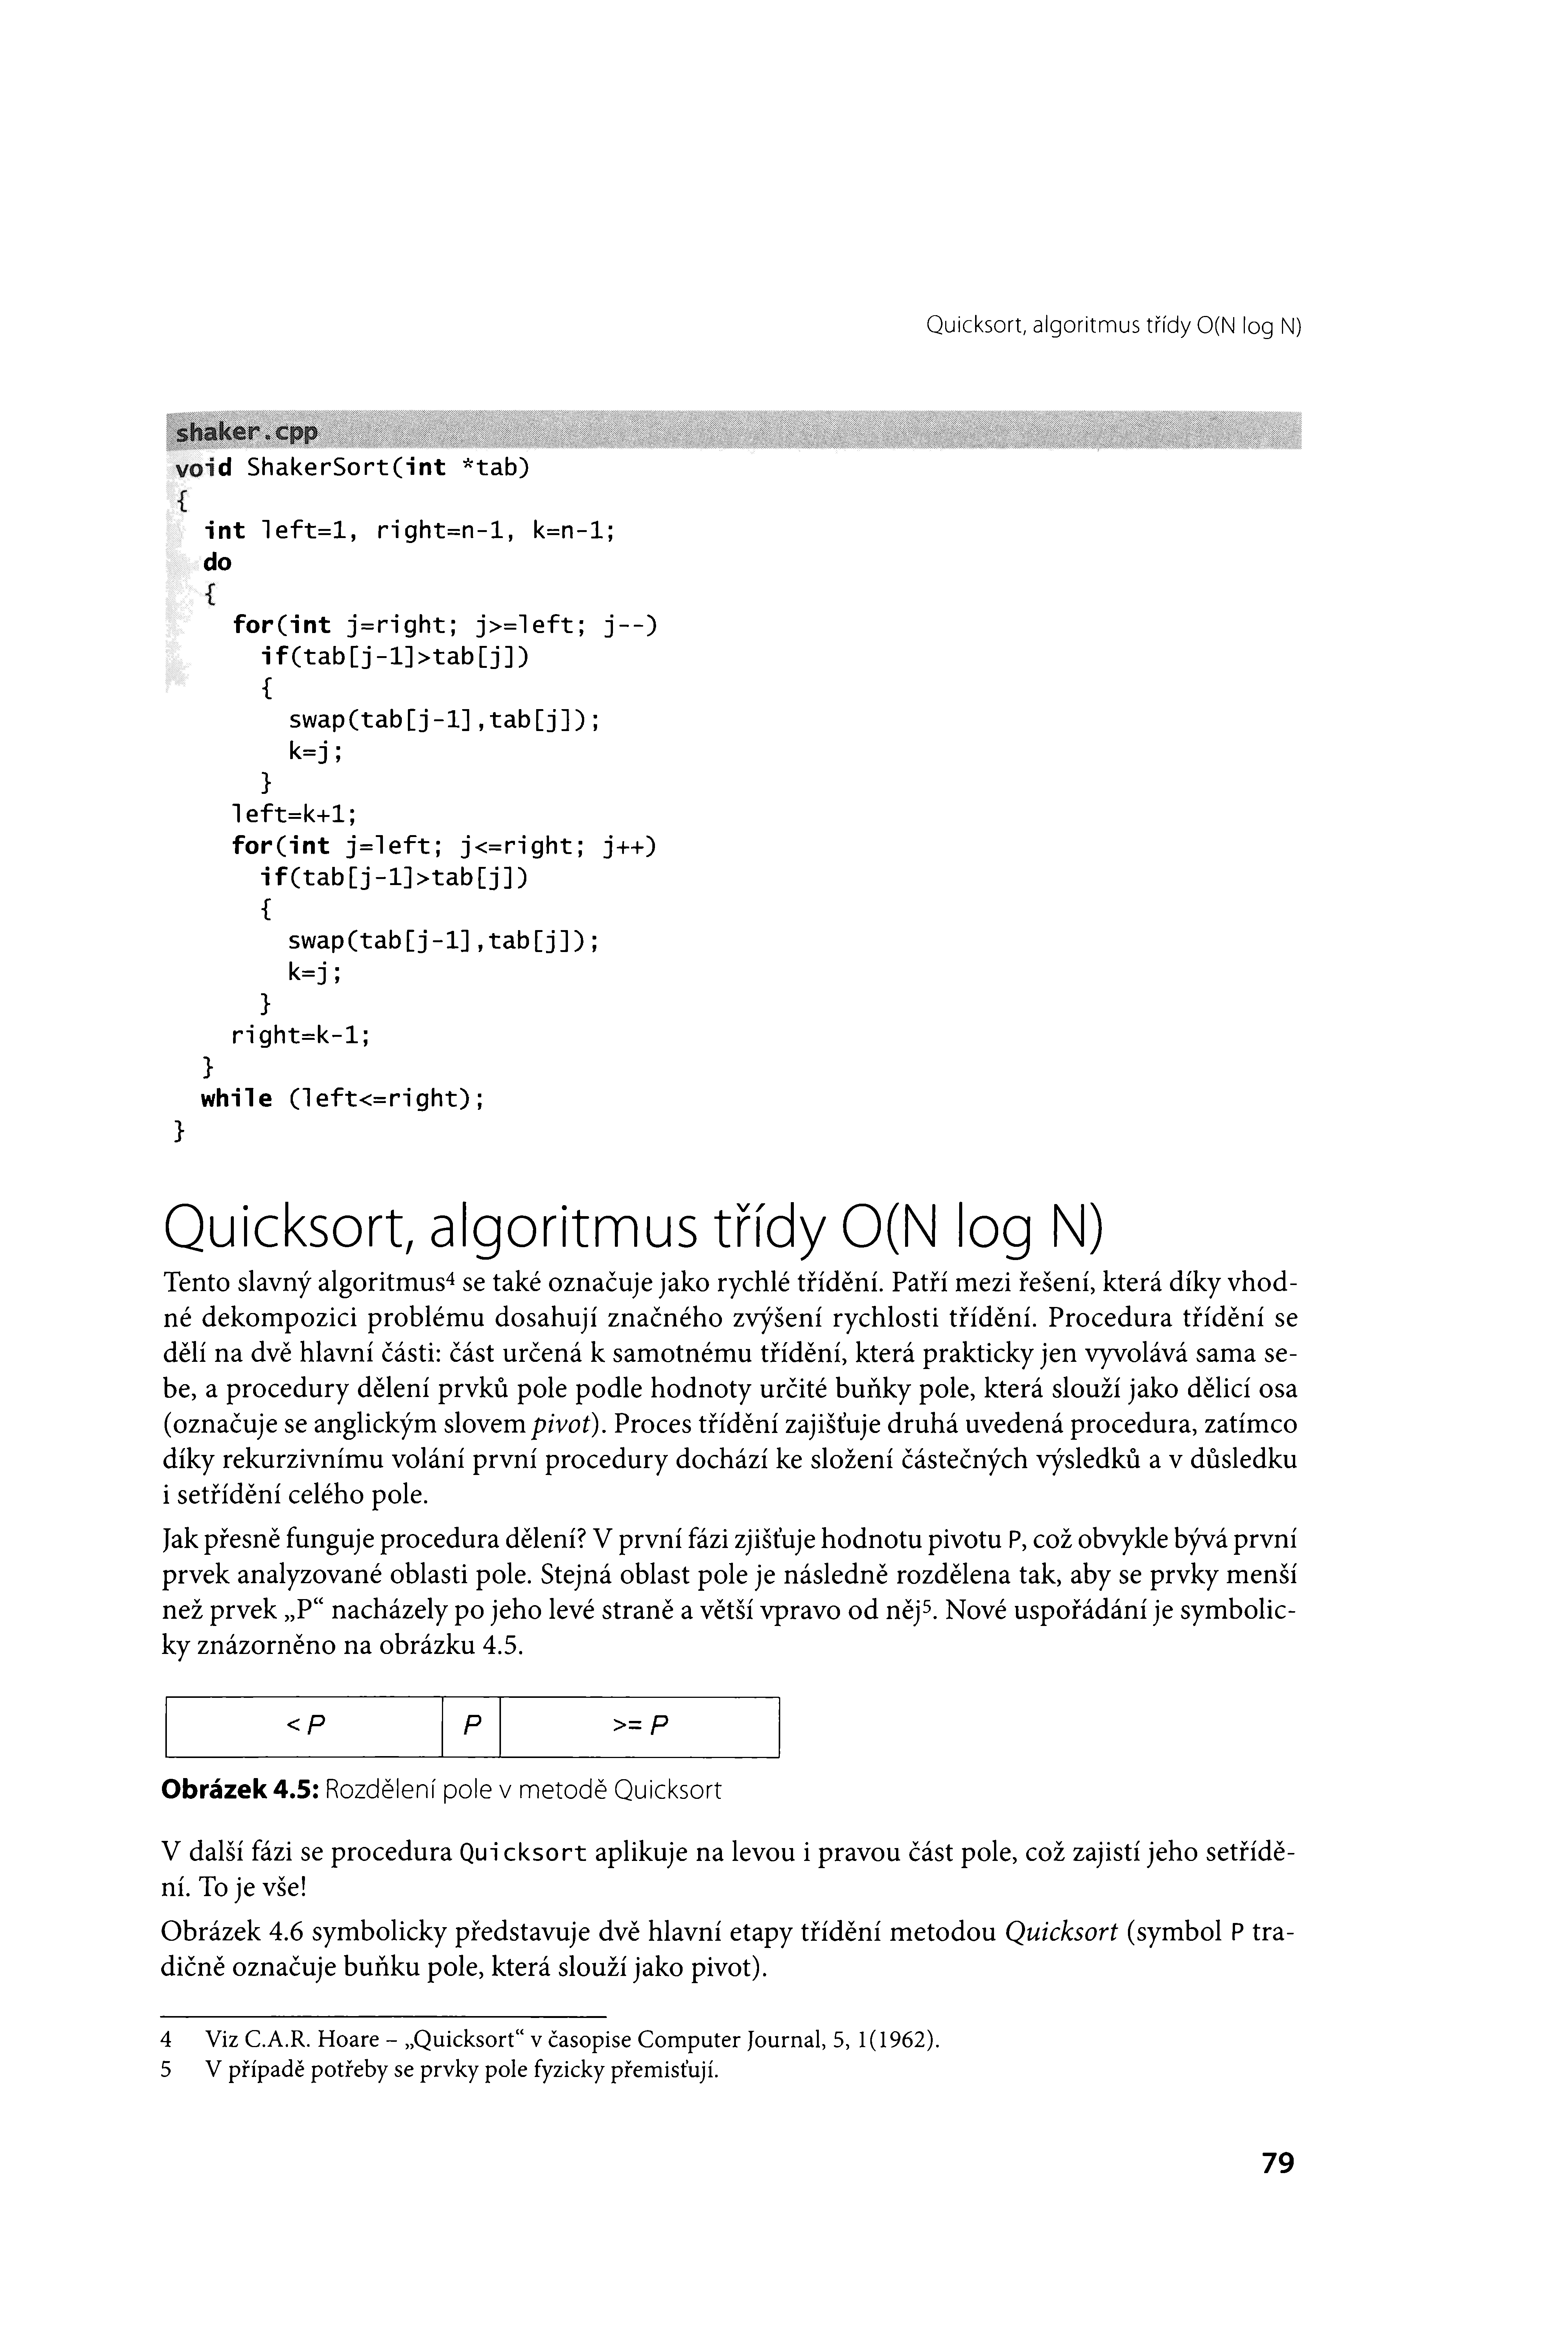 Quicksort, algoritmus třídy O(N log N)
shaker.cpp
void ShakerSort(int *tab)
{
  int left=1, right=n-1, k=n-1;
  do
  {
    for(int j=right; j>=left; j--)
      if(tab[j-1]>tab[j])
      {
        swap(tab[j-1],tab[j]);
        k=j;
      }
    left=k+1;
    for(int j=left; j<=right; j++)
      if(tab[j-1]>tab[j])
      {
        swap(tab[j-1],tab[j]);
        k=j;
      }
    right=k-1;
  }
  while (left<=right);
}
Quicksort, algoritmus třídy O(N log N)
Tento slavný algoritmus4 se také označuje jako rychlé třídění. Patří mezi řešení, která díky vhod-
né dekompozici problému dosahují značného zvýšení rychlosti třídění. Procedura třídění se
dělí na dvě hlavní části: část určená k samotnému třídění, která prakticky jen vyvolává sama se-
be, a procedury dělení prvků pole podle hodnoty určité buňky pole, která slouží jako dělicí osa
(označuje se anglickým slovem pivot). Proces třídění zajišťuje druhá uvedená procedura, zatímco
díky rekurzivnímu volání první procedury dochází ke složení částečných výsledků a v důsledku
i setřídění celého pole.
Jak přesně funguje procedura dělení? V první fázi zjišťuje hodnotu pivotu P, což obvykle bývá první
prvek analyzované oblasti pole. Stejná oblast pole je následně rozdělena tak, aby se prvky menší
než prvek „P“ nacházely po jeho levé straně a větší vpravo od něj5. Nové uspořádání je symbolic-
ky znázorněno na obrázku 4.5.
< P P >= P
Obrázek 4.5: Rozdělení pole v metodě Quicksort
V další fázi se procedura Quicksort aplikuje na levou i pravou část pole, což zajistí jeho setřídě-
ní. To je vše!
Obrázek 4.6 symbolicky představuje dvě hlavní etapy třídění metodou Quicksort (symbol P tra-
dičně označuje buňku pole, která slouží jako pivot).
4 Viz C.A.R. Hoare – „Quicksort“ v časopise Computer Journal, 5, 1(1962).
5 V případě potřeby se prvky pole fyzicky přemisťují.
79